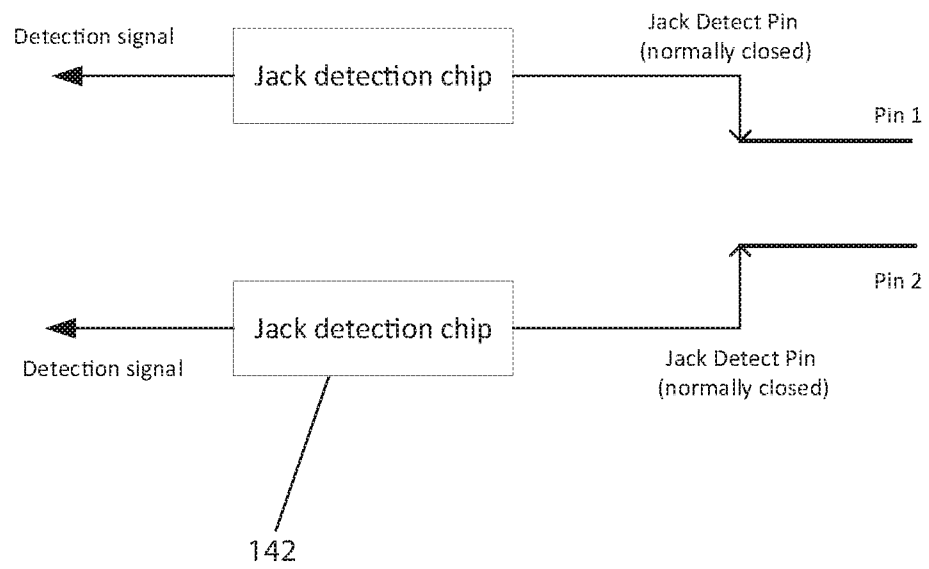 Detection signal
Jack detection chip
Jack Detect Pin
(normally closed)
Pin 1
Pin 2
Jack detection chip
Detection signal
Jack Detect Pin
(normally closed)
142